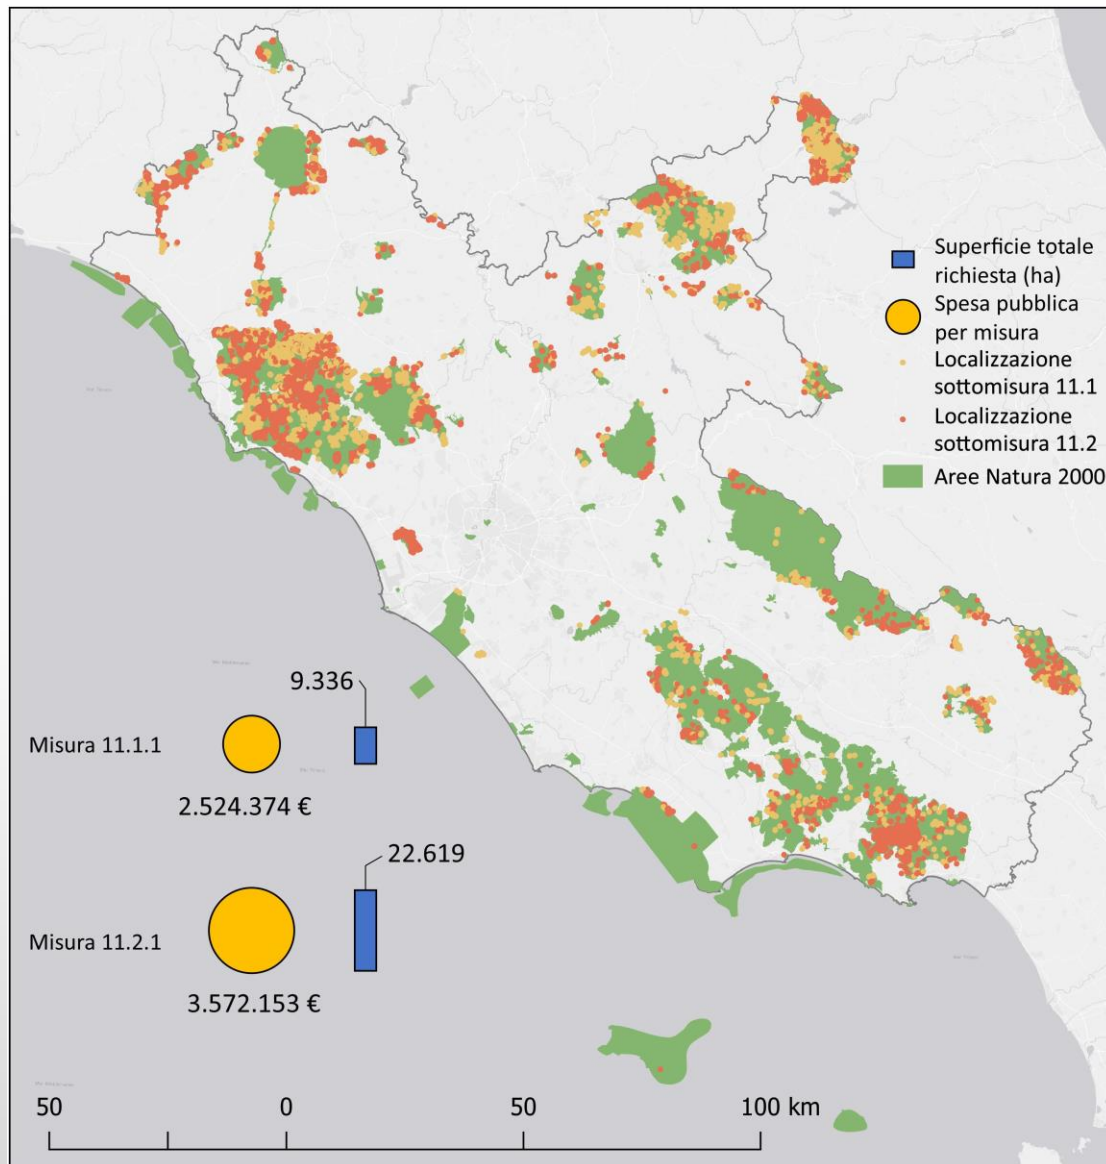 Superficie totale
richiesta (ha)
Spesa pubblica
per misura
Localizzazione
sottomisura 11.1
Localizzazione
sottomisura 11.2
Aree Natura 2000
9.336
Misura 11.1.1
2.524.374 €
22.619
Misura 11.2.1
3.572.153 €
50 0 50 100 km